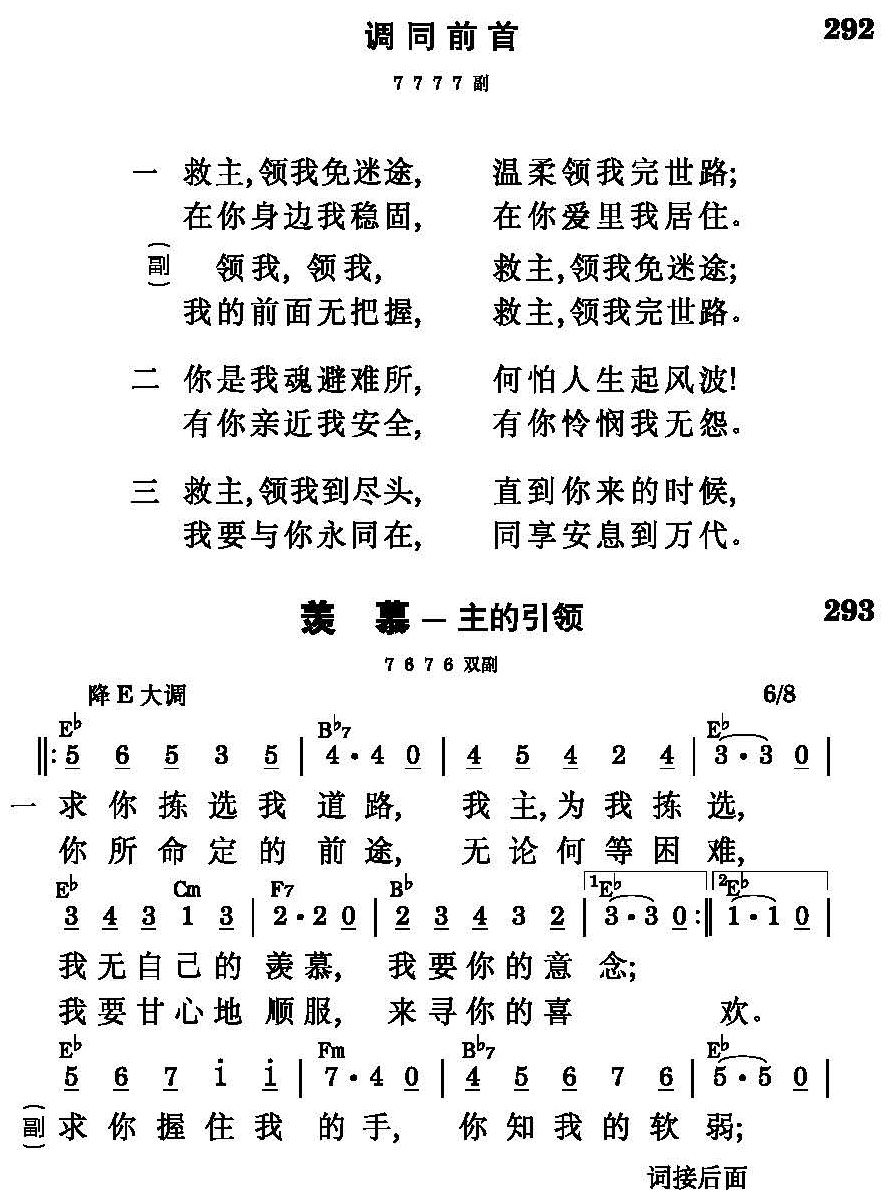 调同前首 292
7 7 7 7 副
一 救主,领我免迷途, 温柔领我完世路;
在你身边我稳固, 在你爱里我居住。
(副) 领我, 领我, 救主,领我免迷途;
我的前面无把握, 救主,领我完世路。
二 你是我魂避难所, 何怕人生起风波!
有你亲近我安全, 有你怜悯我无怨。
三 救主,领我到尽头, 直到你来的时候,
我要与你永同在, 同享安息到万代。
羡 慕 — 主的引领 293
7 6 7 6 双副
降 E 大调 6/8
E♭ B♭7 E♭
‖: 5 6 5 3 5 | 4 · 4 0 | 4 5 4 2 4 | 3 · 3 0 |
一 求你拣选我道路, 我主,为我拣选,
你所命定的前途, 无论何等困难,
E♭ Cm F7 B♭ 1E♭ 2E♭
3 4 3 1 3 | 2 · 2 0 | 2 3 4 3 2 | 3 · 3 0 :‖ 1 · 1 0 |
我无自己的羡慕, 我要你的意念;
我要甘心地顺服, 来寻你的喜 欢。
E♭ Fm B♭7 E♭
5 6 7 i i | 7 · 4 0 | 4 5 6 7 6 | 5 · 5 0 |
(副) 求你握住我的手, 你知我的软弱;
词接后面